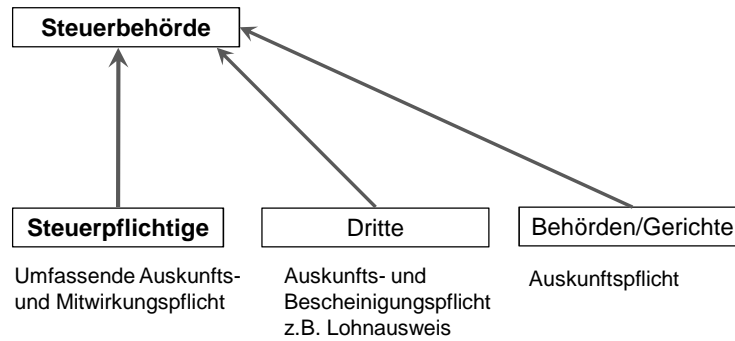 Steuerbehörde
Steuerpflichtige
Dritte
Behörden/Gerichte
Umfassende Auskunfts-
und Mitwirkungspflicht
Auskunfts- und
Bescheinigungspflicht
z.B. Lohnausweis
Auskunftspflicht